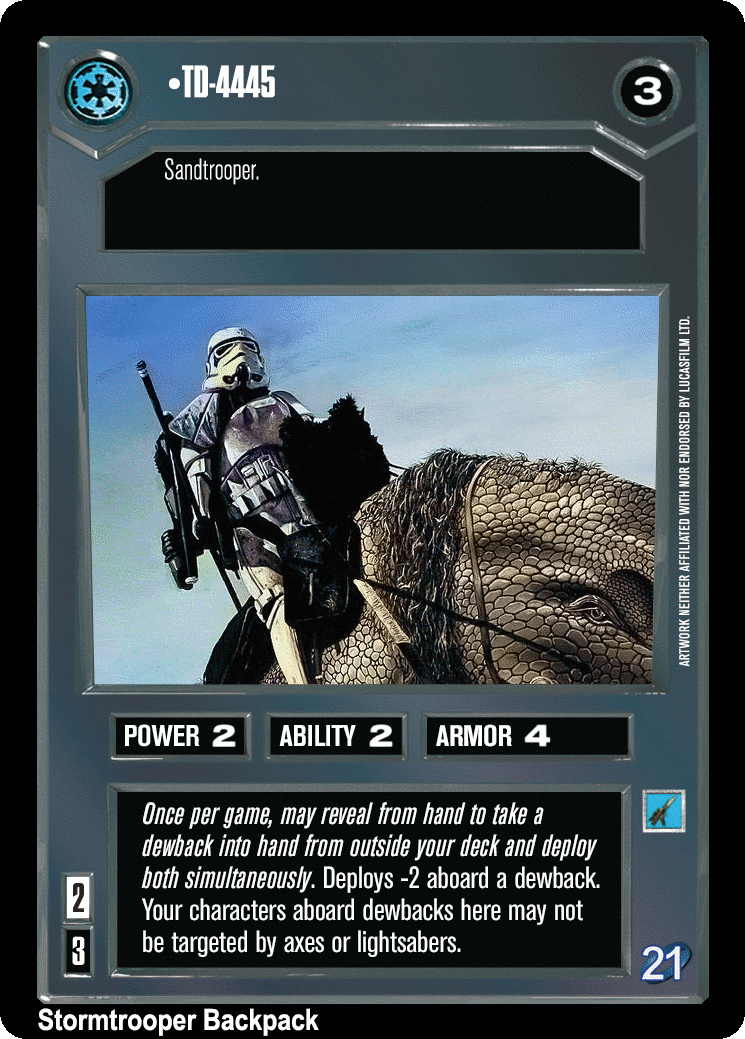 •TD-4445
3
Sandtrooper.
ARTWORK NEITHER AFFILIATED WITH NOR ENDORSED BY LUCASFILM LTD.
POWER 2 ABILITY 2 ARMOR 4
Once per game, may reveal from hand to take a
dewback into hand from outside your deck and deploy
both simultaneously. Deploys -2 aboard a dewback.
Your characters aboard dewbacks here may not
be targeted by axes or lightsabers.
2
3
21
Stormtrooper Backpack